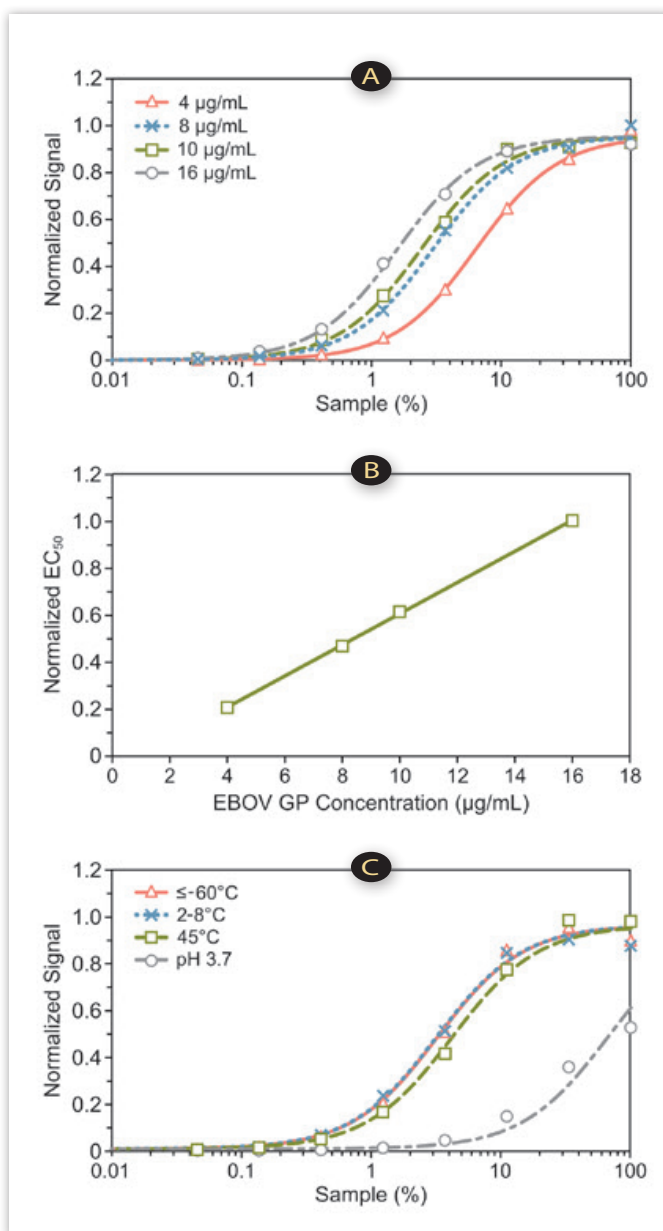 A
4 µg/mL
8 µg/mL
10 µg/mL
16 µg/mL
Normalized Signal
1.2
1.0
0.8
0.6
0.4
0.2
0
0.01 0.1 1 10 100
Sample (%)
B
Normalized EC50
1.2
1.0
0.8
0.6
0.4
0.2
0
0 2 4 6 8 10 12 14 16 18
EBOV GP Concentration (µg/mL)
C
≤-60°C
2-8°C
45°C
pH 3.7
Normalized Signal
1.2
1.0
0.8
0.6
0.4
0.2
0
0.01 0.1 1 10 100
Sample (%)